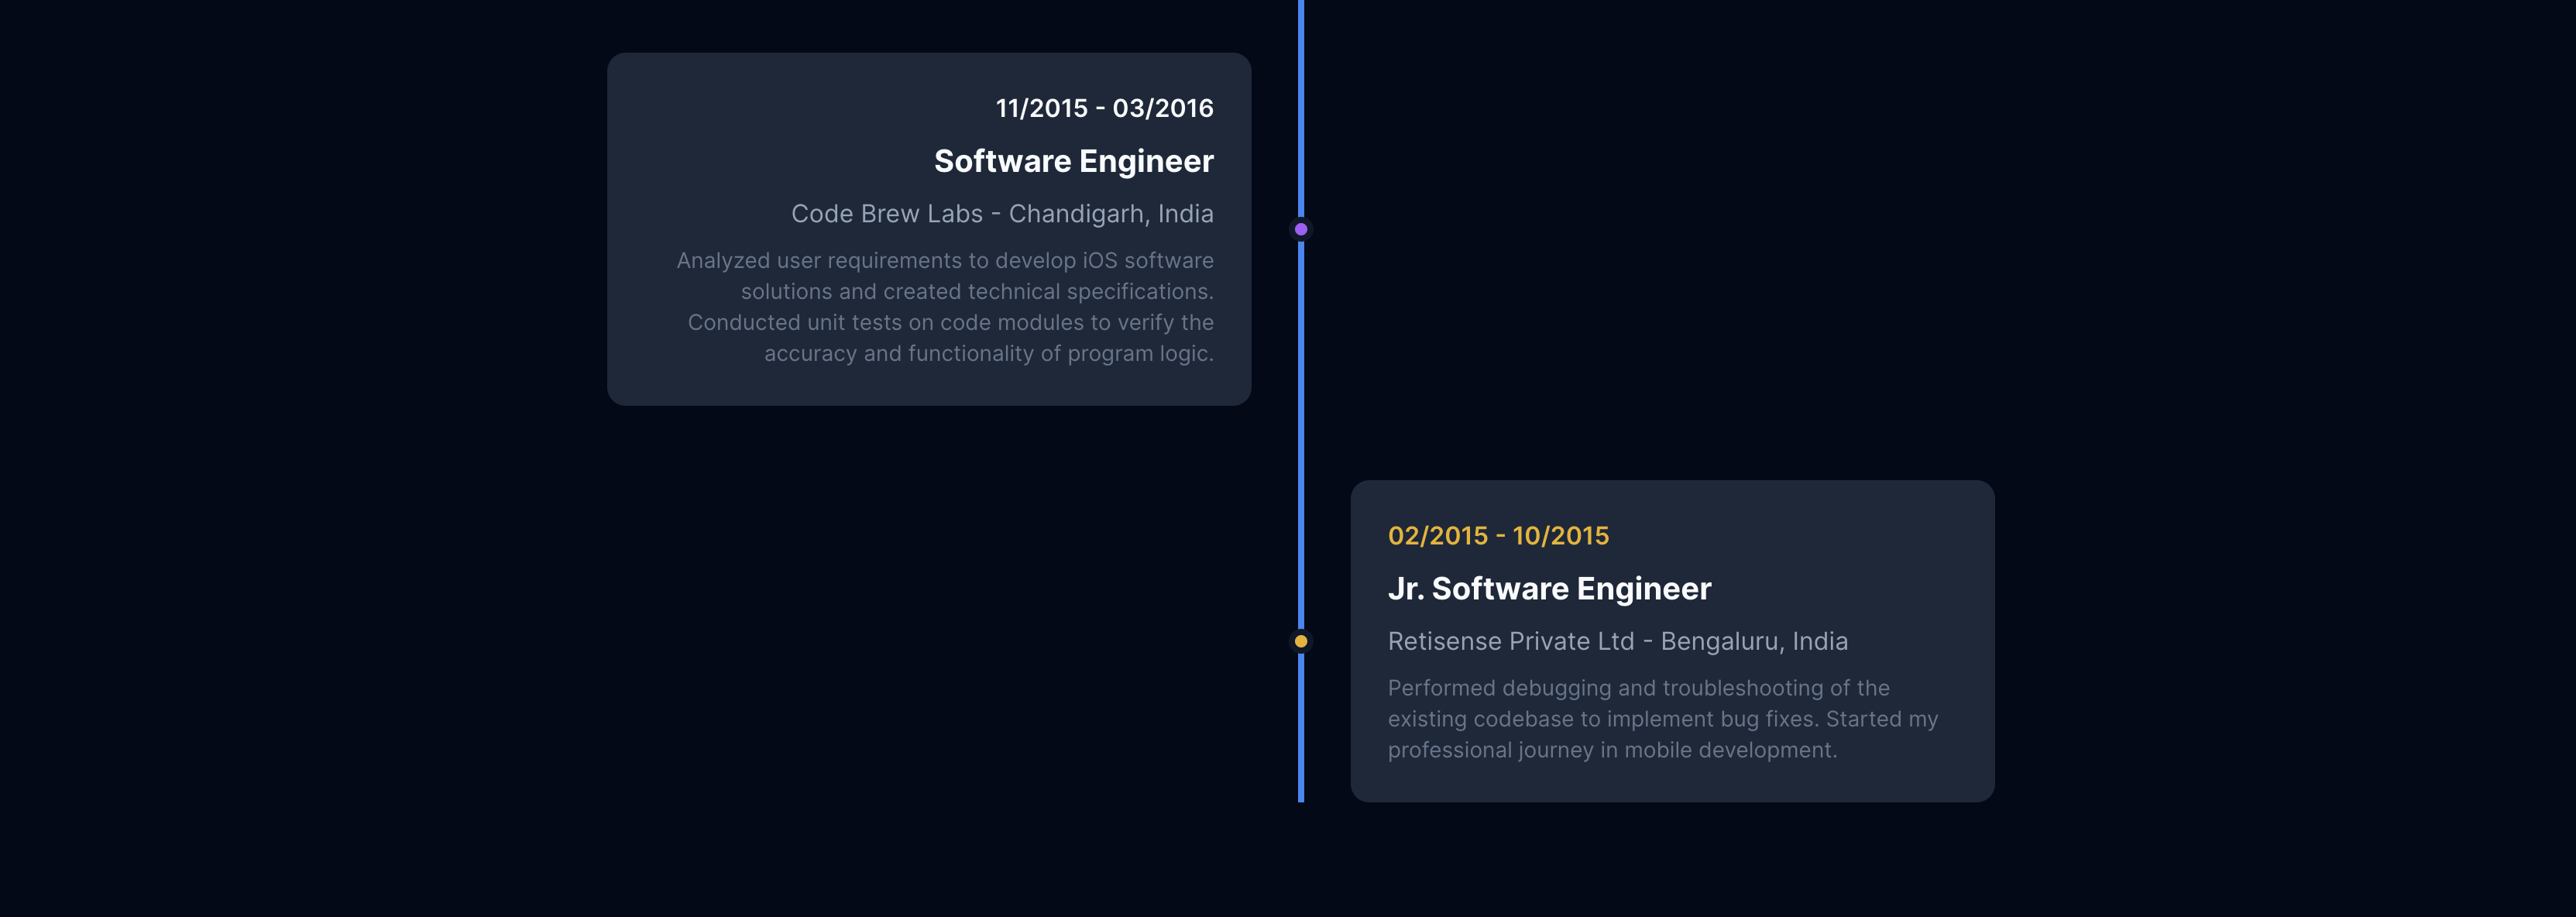 11/2015 - 03/2016
Software Engineer
Code Brew Labs - Chandigarh, India
Analyzed user requirements to develop iOS software
solutions and created technical specifications.
Conducted unit tests on code modules to verify the
accuracy and functionality of program logic.
02/2015 - 10/2015
Jr. Software Engineer
Retisense Private Ltd - Bengaluru, India
Performed debugging and troubleshooting of the
existing codebase to implement bug fixes. Started my
professional journey in mobile development.